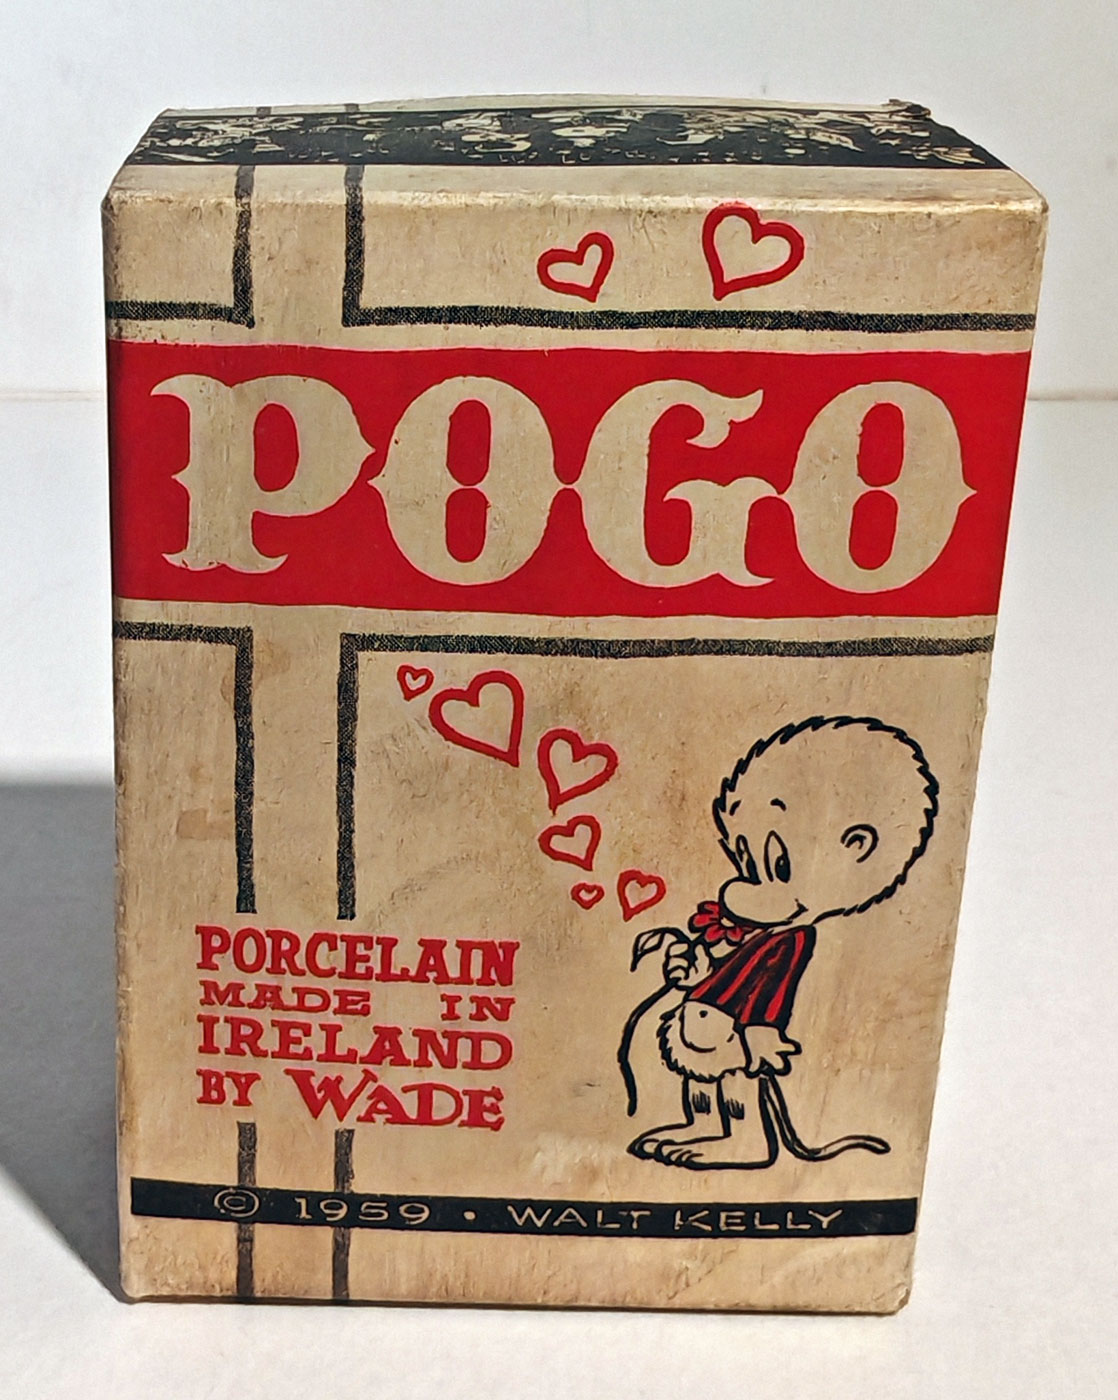 POGO
PORCELAIN
MADE IN
IRELAND
BY WADE
© 1959 • WALT KELLY